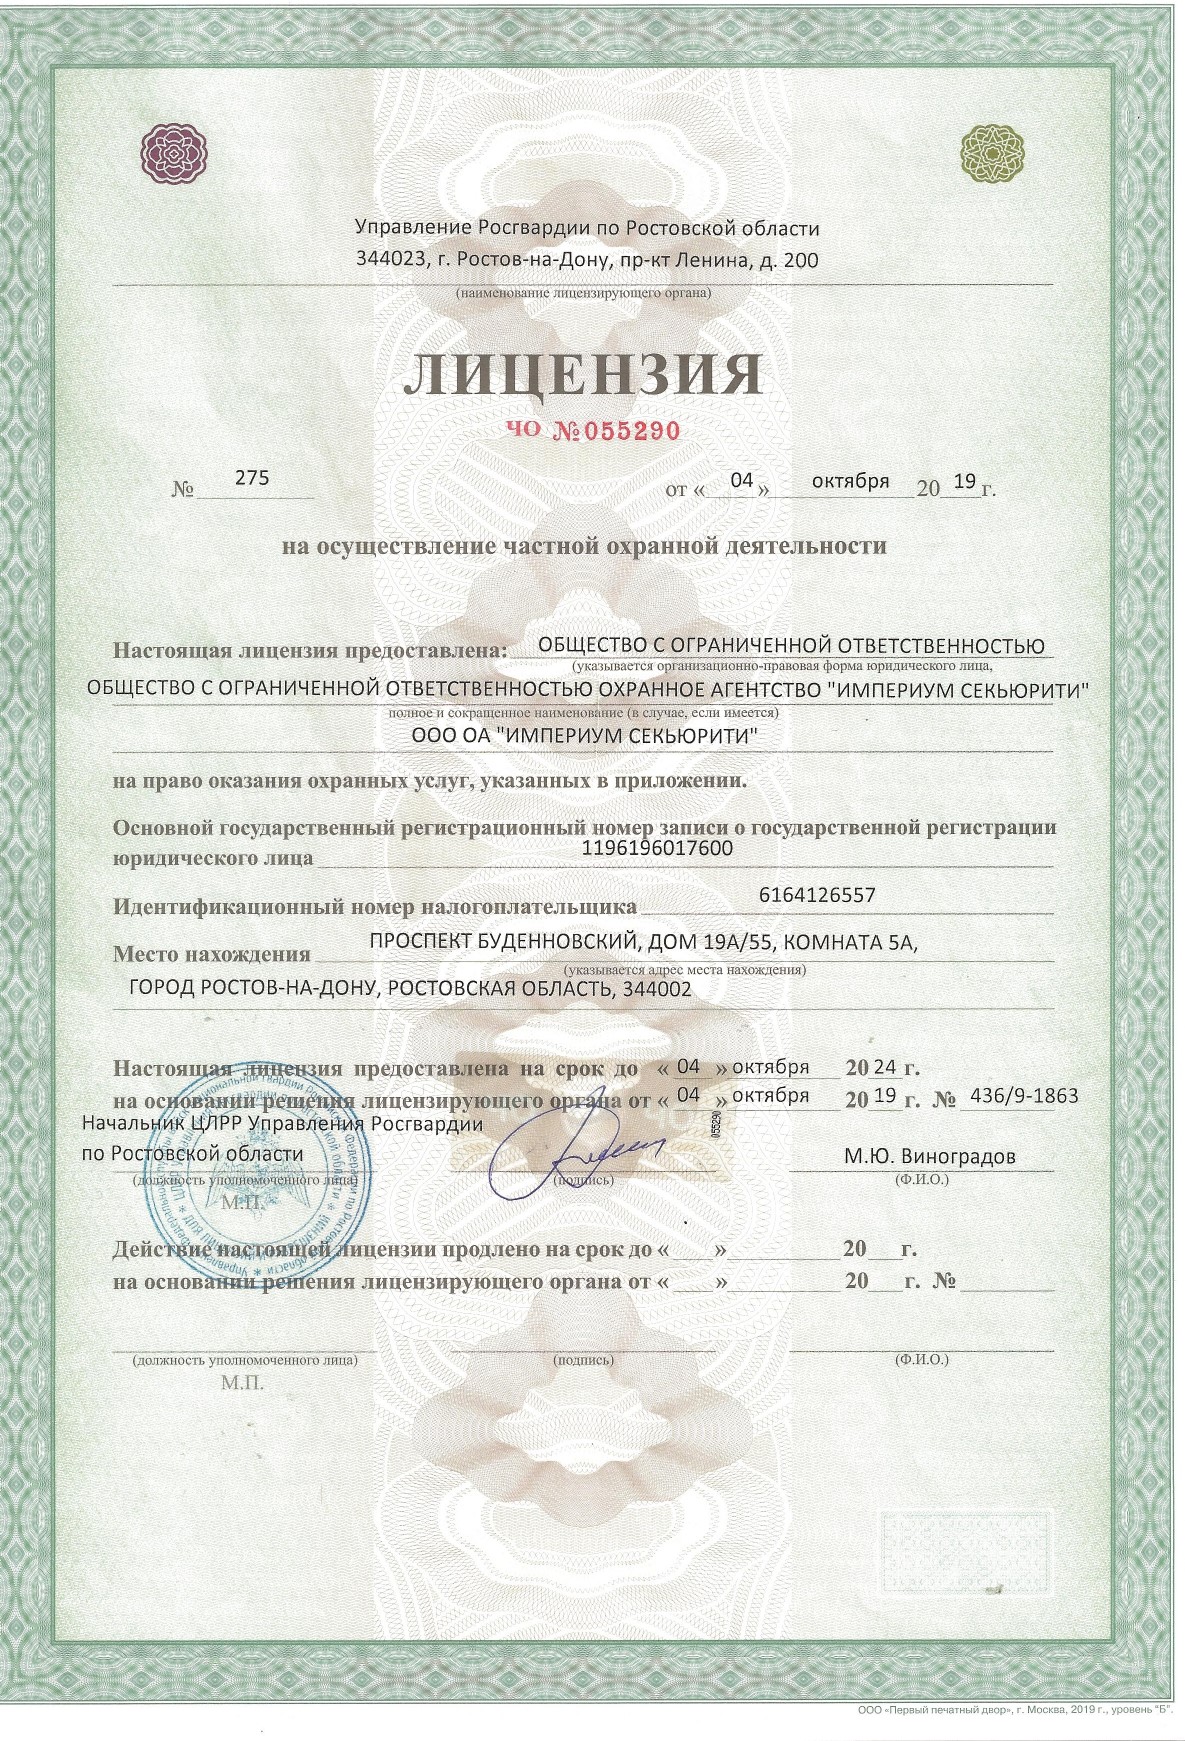 Управление Росгвардии по Ростовской области
344023, г. Ростов-на-Дону, пр-кт Ленина, д. 200
(наименование лицензирующего органа)
ЛИЦЕНЗИЯ
ЧО №055290
№ 275 от « 04 » октября 20 19 г.
на осуществление частной охранной деятельности
Настоящая лицензия предоставлена: ОБЩЕСТВО С ОГРАНИЧЕННОЙ ОТВЕТСТВЕННОСТЬЮ
(указывается организационно-правовая форма юридического лица,
ОБЩЕСТВО С ОГРАНИЧЕННОЙ ОТВЕТСТВЕННОСТЬЮ ОХРАННОЕ АГЕНТСТВО "ИМПЕРИУМ СЕКЬЮРИТИ"
полное и сокращенное наименование (в случае, если имеется)
ООО ОА "ИМПЕРИУМ СЕКЬЮРИТИ"
на право оказания охранных услуг, указанных в приложении.
Основной государственный регистрационный номер записи о государственной регистрации
юридического лица 1196196017600
Идентификационный номер налогоплательщика 6164126557
Место нахождения ПРОСПЕКТ БУДЕННОВСКИЙ, ДОМ 19А/55, КОМНАТА 5А,
(указывается адрес места нахождения)
ГОРОД РОСТОВ-НА-ДОНУ, РОСТОВСКАЯ ОБЛАСТЬ, 344002
Настоящая лицензия предоставлена на срок до « 04 » октября 20 24 г.
на основании решения лицензирующего органа от « 04 » октября 20 19 г. № 436/9-1863
055290
Начальник ЦЛРР Управления Росгвардии
по Ростовской области М.Ю. Виноградов
(должность уполномоченного лица) (подпись) (Ф.И.О.)
М.П.
Действие настоящей лицензии продлено на срок до « » 20 г.
на основании решения лицензирующего органа от « » 20 г. №
(должность уполномоченного лица) (подпись) (Ф.И.О.)
М.П.
ООО «Первый печатный двор», г. Москва, 2019 г., уровень "Б".